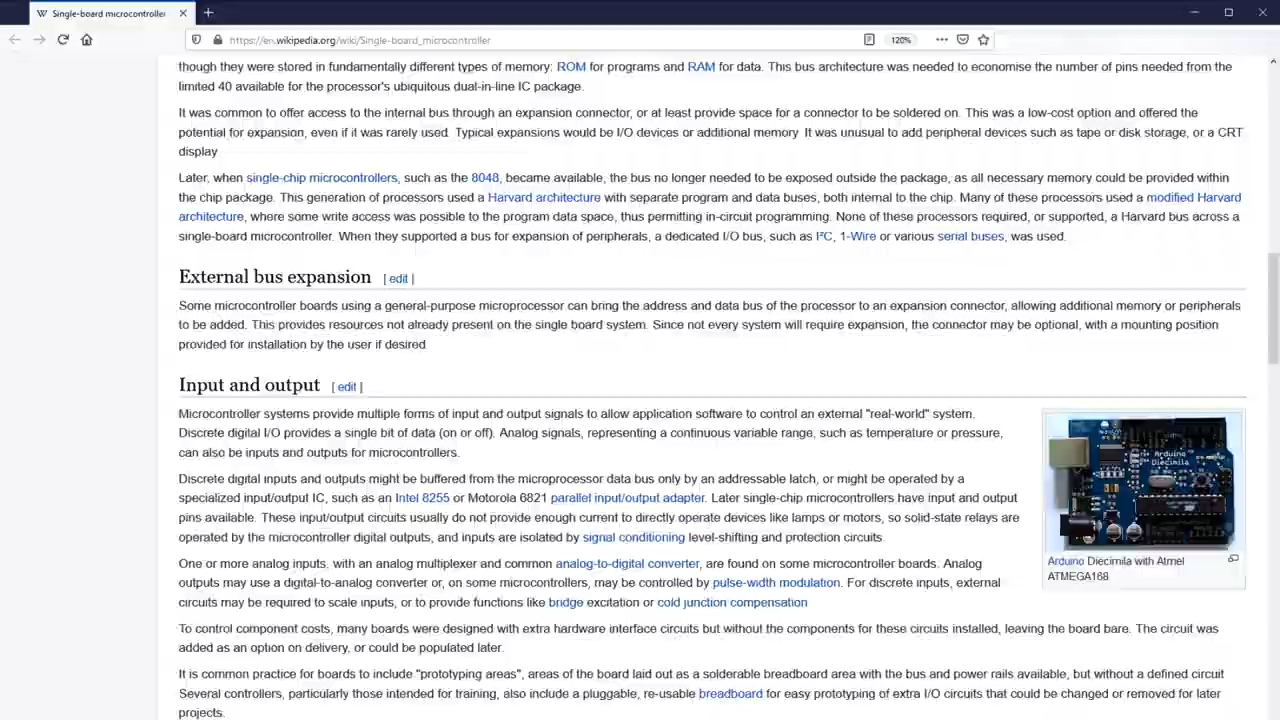 Single-board microcontroller
https://en.wikipedia.org/wiki/Single-board_microcontroller
120%
though they were stored in fundamentally different types of memory: ROM for programs and RAM for data. This bus architecture was needed to economise the number of pins needed from the
limited 40 available for the processor's ubiquitous dual-in-line IC package.
It was common to offer access to the internal bus through an expansion connector, or at least provide space for a connector to be soldered on. This was a low-cost option and offered the
potential for expansion, even if it was rarely used. Typical expansions would be I/O devices or additional memory. It was unusual to add peripheral devices such as tape or disk storage, or a CRT
display
Later, when single-chip microcontrollers, such as the 8048, became available, the bus no longer needed to be exposed outside the package, as all necessary memory could be provided within
the chip package. This generation of processors used a Harvard architecture with separate program and data buses, both internal to the chip. Many of these processors used a modified Harvard
architecture, where some write access was possible to the program data space, thus permitting in-circuit programming. None of these processors required, or supported, a Harvard bus across a
single-board microcontroller. When they supported a bus for expansion of peripherals, a dedicated I/O bus, such as I²C, 1-Wire or various serial buses, was used.
External bus expansion [ edit ]
Some microcontroller boards using a general-purpose microprocessor can bring the address and data bus of the processor to an expansion connector, allowing additional memory or peripherals
to be added. This provides resources not already present on the single board system. Since not every system will require expansion, the connector may be optional, with a mounting position
provided for installation by the user if desired
Input and output [ edit ]
Microcontroller systems provide multiple forms of input and output signals to allow application software to control an external "real-world" system.
Discrete digital I/O provides a single bit of data (on or off). Analog signals, representing a continuous variable range, such as temperature or pressure,
can also be inputs and outputs for microcontrollers.
Discrete digital inputs and outputs might be buffered from the microprocessor data bus only by an addressable latch, or might be operated by a
specialized input/output IC, such as an Intel 8255 or Motorola 6821 parallel input/output adapter. Later single-chip microcontrollers have input and output
pins available. These input/output circuits usually do not provide enough current to directly operate devices like lamps or motors, so solid-state relays are
operated by the microcontroller digital outputs, and inputs are isolated by signal conditioning level-shifting and protection circuits.
One or more analog inputs, with an analog multiplexer and common analog-to-digital converter, are found on some microcontroller boards. Analog
outputs may use a digital-to-analog converter or, on some microcontrollers, may be controlled by pulse-width modulation. For discrete inputs, external
circuits may be required to scale inputs, or to provide functions like bridge excitation or cold junction compensation
Arduino
Diecimila
Arduino Diecimila with Atmel
ATMEGA168
To control component costs, many boards were designed with extra hardware interface circuits but without the components for these circuits installed, leaving the board bare. The circuit was
added as an option on delivery, or could be populated later.
It is common practice for boards to include "prototyping areas", areas of the board laid out as a solderable breadboard area with the bus and power rails available, but without a defined circuit
Several controllers, particularly those intended for training, also include a pluggable, re-usable breadboard for easy prototyping of extra I/O circuits that could be changed or removed for later
projects.